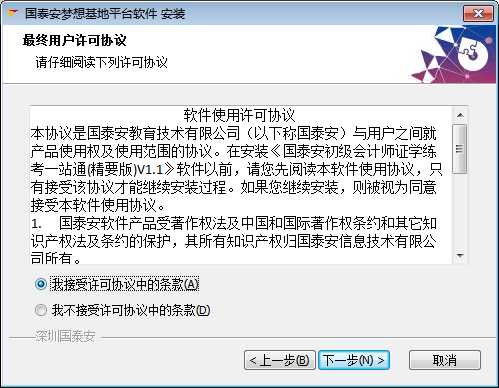 国泰安梦想基地平台软件 安装
最终用户许可协议
请仔细阅读下列许可协议
软件使用许可协议
本协议是国泰安教育技术有限公司（以下称国泰安）与用户之间就
产品使用权及使用范围的协议。在安装《国泰安初级会计师证学练
考一站通(精要版)V1.1》软件以前，请您先阅读本软件使用协议，只
有接受该协议才能继续安装过程。如果您继续安装，则被视为同意
接受本软件使用协议。
1. 国泰安软件产品受著作权法及中国和国际著作权条约和其它知
识产权法及条约的保护，其所有知识产权归国泰安信息技术有限公
司所有。
我接受许可协议中的条款(A)
我不接受许可协议中的条款(D)
深圳国泰安
< 上一步(B)
下一步(N) >
取消